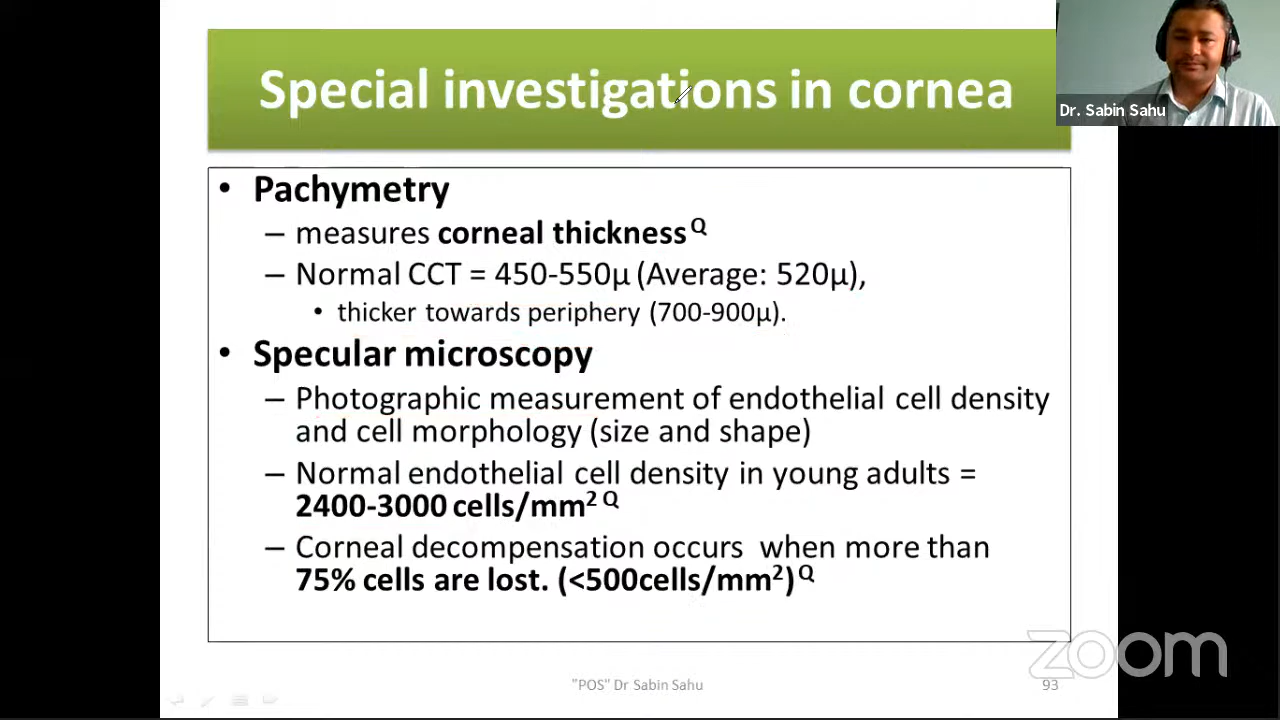 Special investigations in cornea
Dr. Sabin Sahu
• Pachymetry
– measures corneal thickness Q
– Normal CCT = 450-550µ (Average: 520µ),
• thicker towards periphery (700-900µ).
• Specular microscopy
– Photographic measurement of endothelial cell density
and cell morphology (size and shape)
– Normal endothelial cell density in young adults =
2400-3000 cells/mm² Q
– Corneal decompensation occurs when more than
75% cells are lost. (<500cells/mm²) Q
zoom
"POS" Dr Sabin Sahu
93